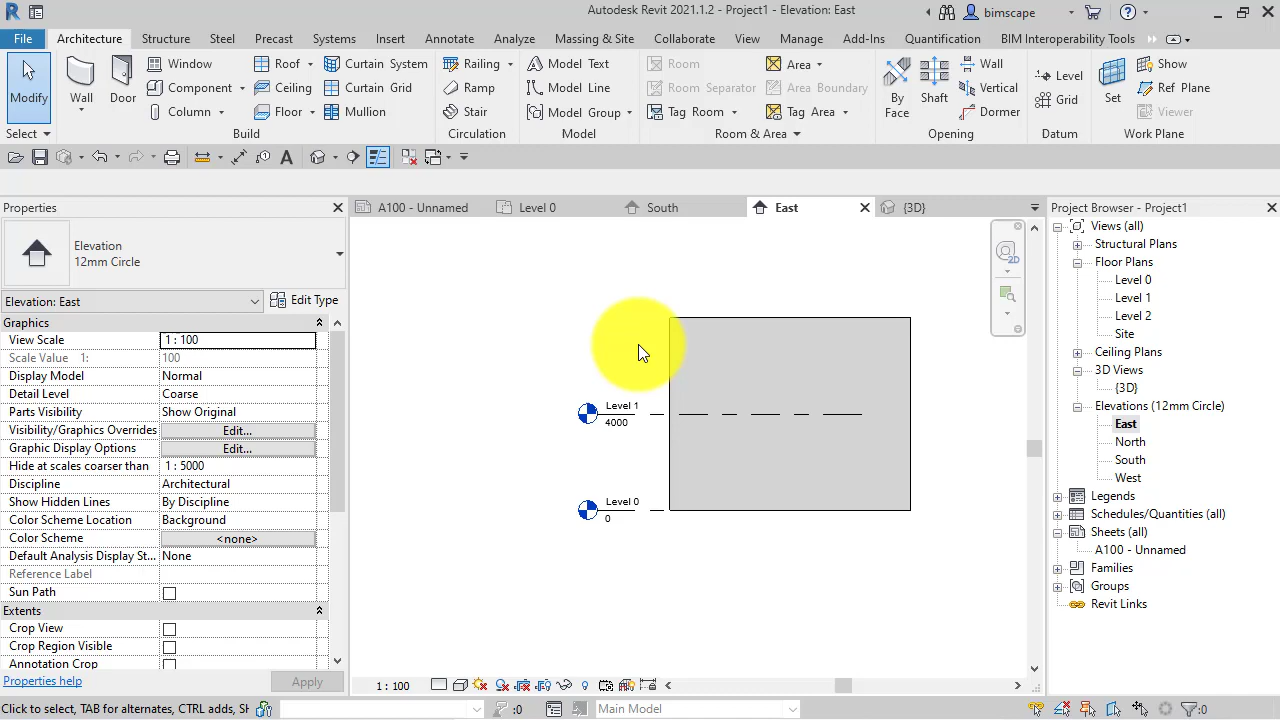 Autodesk Revit 2021.1.2 - Project1 - Elevation: East
bimscape
File Architecture Structure Steel Precast Systems Insert Annotate Analyze Massing & Site Collaborate View Manage Add-Ins Quantification BIM Interoperability Tools
Modify
Wall
Door
Window
Component
Column
Roof
Ceiling
Floor
Curtain System
Curtain Grid
Mullion
Railing
Ramp
Stair
Model Text
Model Line
Model Group
Room
Room Separator
Tag Room
Area
Area Boundary
Tag Area
By
Face
Shaft
Wall
Vertical
Dormer
Level
Grid
Set
Show
Ref Plane
Viewer
Select
Build
Circulation
Model
Room & Area
Opening
Datum
Work Plane
Properties
Elevation
12mm Circle
Elevation: East
Edit Type
Graphics
View Scale 1 : 100
Scale Value 1: 100
Display Model Normal
Detail Level Coarse
Parts Visibility Show Original
Visibility/Graphics Overrides Edit...
Graphic Display Options Edit...
Hide at scales coarser than 1 : 5000
Discipline Architectural
Show Hidden Lines By Discipline
Color Scheme Location Background
Color Scheme <none>
Default Analysis Display St... None
Reference Label
Sun Path
Extents
Crop View
Crop Region Visible
Annotation Crop
Properties help
Apply
A100 - Unnamed
Level 0
South
East
{3D}
2D
Level 1
4000
Level 0
0
1 : 100
Project Browser - Project1
Views (all)
Structural Plans
Floor Plans
Level 0
Level 1
Level 2
Site
Ceiling Plans
3D Views
{3D}
Elevations (12mm Circle)
East
North
South
West
Legends
Schedules/Quantities (all)
Sheets (all)
A100 - Unnamed
Families
Groups
Revit Links
Click to select, TAB for alternates, CTRL adds, SH
:0
Main Model
:0